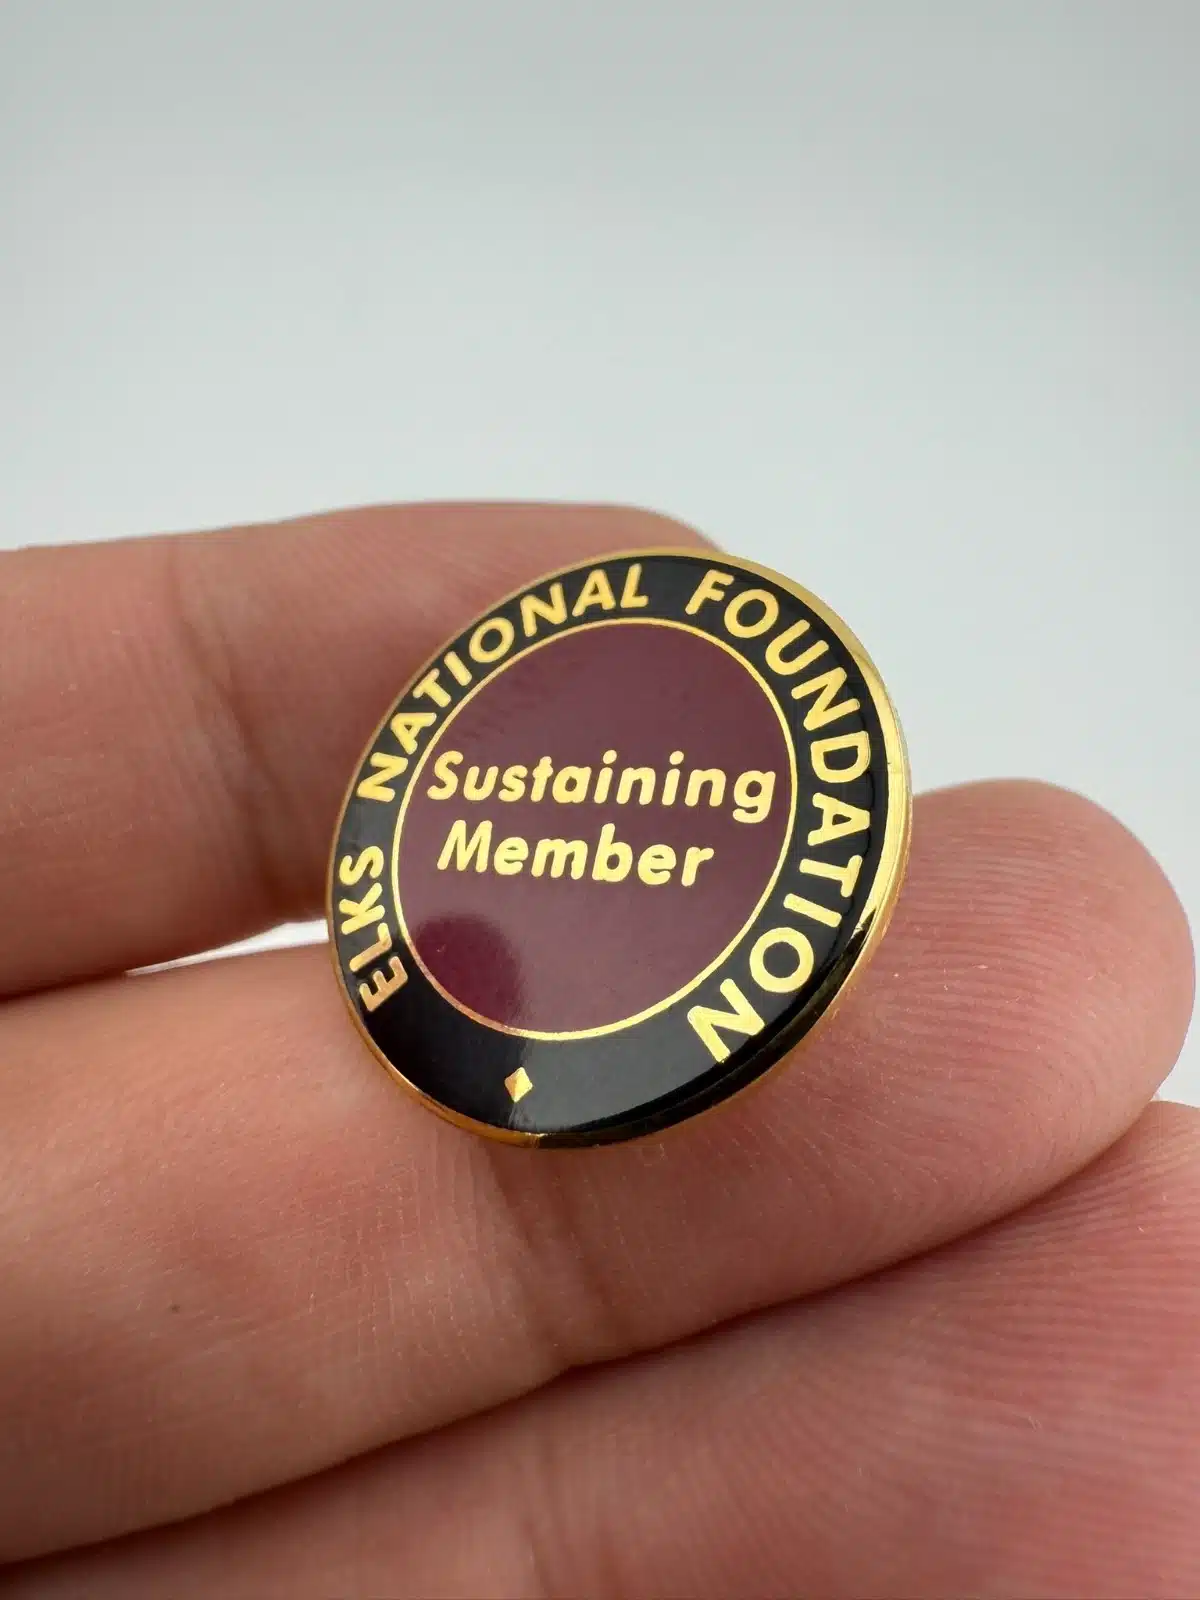 ELKS NATIONAL FOUNDATION
Sustaining
Member